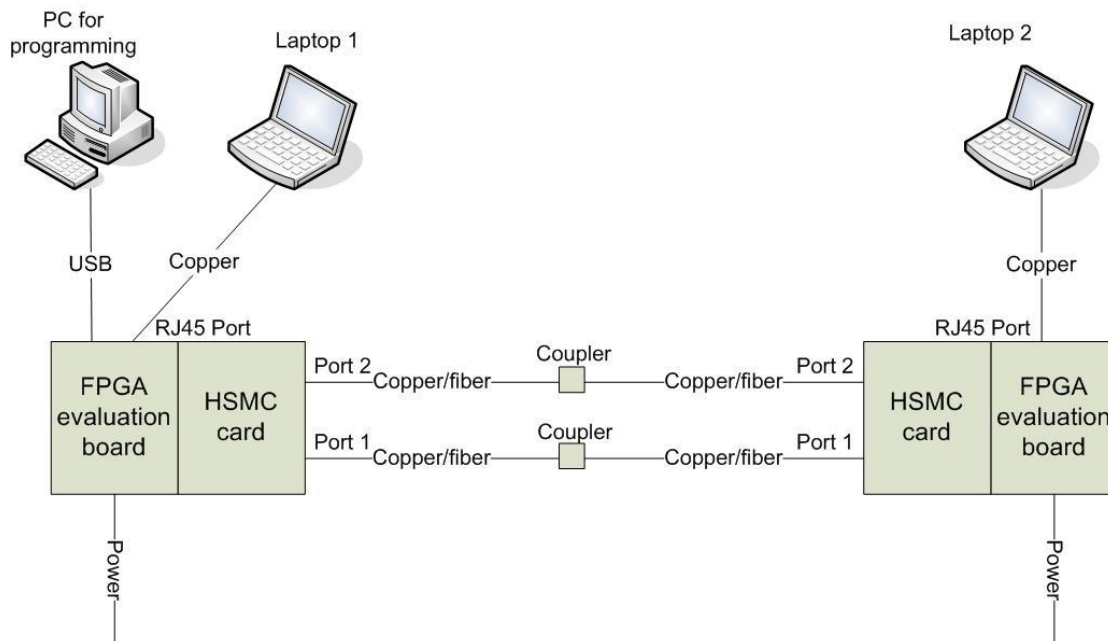 PC for
programming
Laptop 1
Laptop 2
USB
Copper
Copper
RJ45 Port
RJ45 Port
FPGA
evaluation
board
HSMC
card
Port 2
Copper/fiber
Coupler
Copper/fiber
Port 2
Port 1
Copper/fiber
Coupler
Copper/fiber
Port 1
HSMC
card
FPGA
evaluation
board
Power
Power